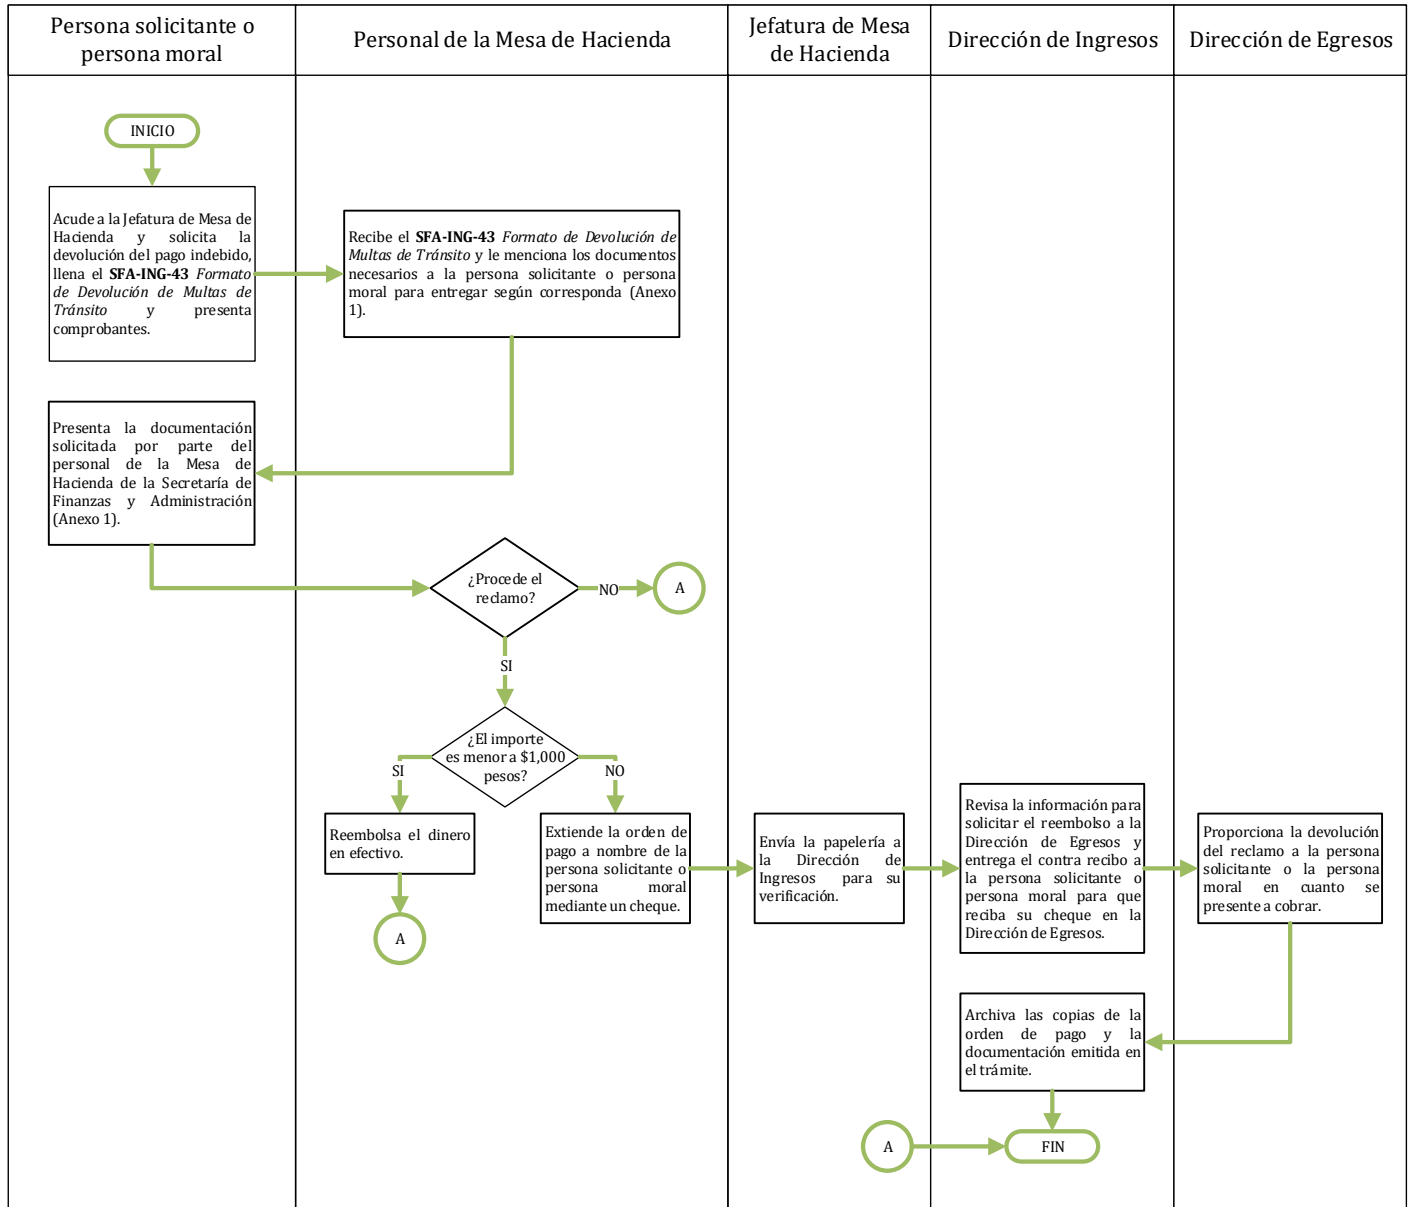 Persona solicitante o
persona moral
Personal de la Mesa de Hacienda
Jefatura de Mesa
de Hacienda
Dirección de Ingresos
Dirección de Egresos
INICIO
Acude a la Jefatura de Mesa de
Hacienda y solicita la
devolución del pago indebido,
llena el SFA-ING-43 Formato
de Devolución de Multas de
Tránsito y presenta
comprobantes.
Recibe el SFA-ING-43 Formato de Devolución de
Multas de Tránsito y le menciona los documentos
necesarios a la persona solicitante o persona
moral para entregar según corresponda (Anexo
1).
Presenta la documentación
solicitada por parte del
personal de la Mesa de
Hacienda de la Secretaría de
Finanzas y Administración
(Anexo 1).
¿Procede el
reclamo?
NO
A
SI
¿El importe
es menor a $1,000
pesos?
SI
NO
Reembolsa el dinero
en efectivo.
A
Extiende la orden de
pago a nombre de la
persona solicitante o
persona moral
mediante un cheque.
Envía la papelería a
la Dirección de
Ingresos para su
verificación.
Revisa la información para
solicitar el reembolso a la
Dirección de Egresos y
entrega el contra recibo a
la persona solicitante o
persona moral para que
reciba su cheque en la
Dirección de Egresos.
Proporciona la devolución
del reclamo a la persona
solicitante o la persona
moral en cuanto se
presente a cobrar.
Archiva las copias de la
orden de pago y la
documentación emitida en
el trámite.
A
FIN